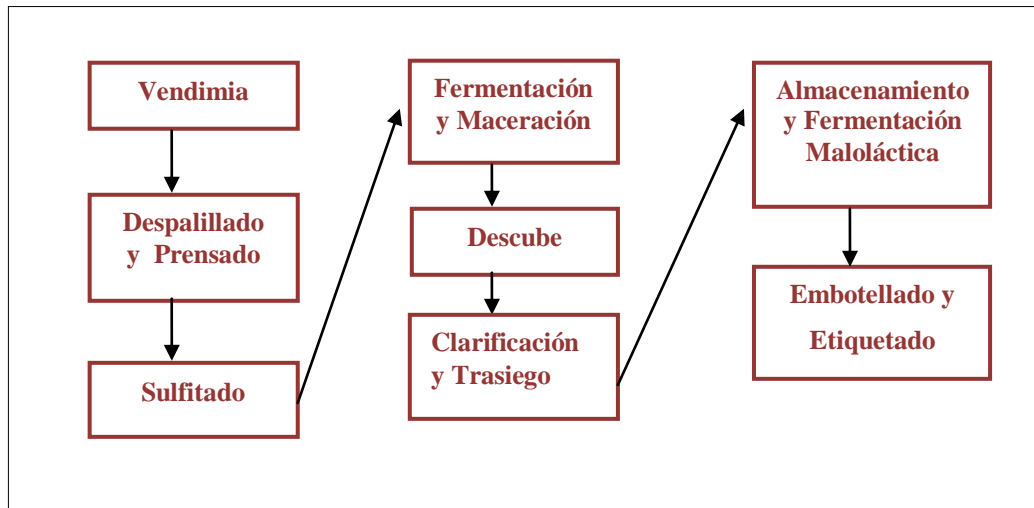 Vendimia
Despalillado
y Prensado
Sulfitado
Fermentación
y Maceración
Descube
Clarificación
y Trasiego
Almacenamiento
y Fermentación
Maloláctica
Embotellado y
Etiquetado